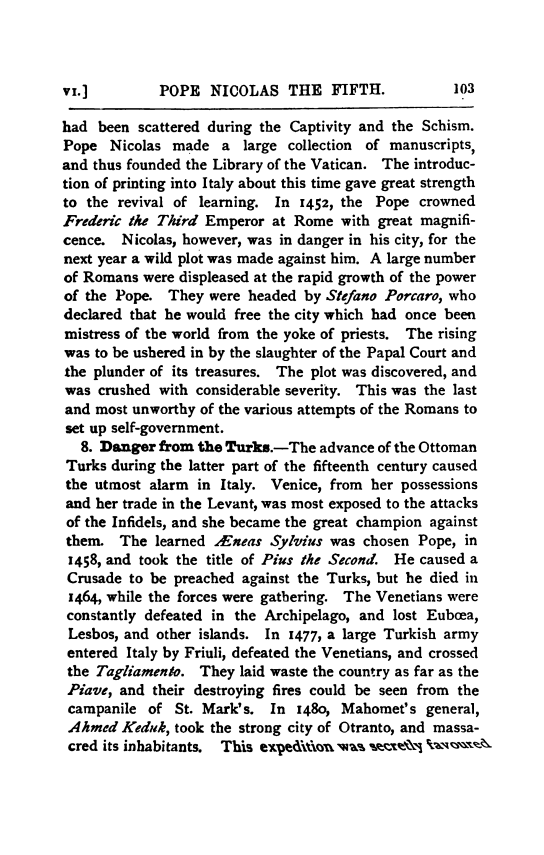 VI.] POPE NICOLAS THE FIFTH. 103
had been scattered during the Captivity and the Schism.
Pope Nicolas made a large collection of manuscripts,
and thus founded the Library of the Vatican. The introduc-
tion of printing into Italy about this time gave great strength
to the revival of learning. In 1452, the Pope crowned
Frederic the Third Emperor at Rome with great magnifi-
cence. Nicolas, however, was in danger in his city, for the
next year a wild plot was made against him. A large number
of Romans were displeased at the rapid growth of the power
of the Pope. They were headed by Stefano Porcaro, who
declared that he would free the city which had once been
mistress of the world from the yoke of priests. The rising
was to be ushered in by the slaughter of the Papal Court and
the plunder of its treasures. The plot was discovered, and
was crushed with considerable severity. This was the last
and most unworthy of the various attempts of the Romans to
set up self-government.
8. Danger from the Turks.—The advance of the Ottoman
Turks during the latter part of the fifteenth century caused
the utmost alarm in Italy. Venice, from her possessions
and her trade in the Levant, was most exposed to the attacks
of the Infidels, and she became the great champion against
them. The learned Æneas Sylvius was chosen Pope, in
1458, and took the title of Pius the Second. He caused a
Crusade to be preached against the Turks, but he died in
1464, while the forces were gathering. The Venetians were
constantly defeated in the Archipelago, and lost Eubœa,
Lesbos, and other islands. In 1477, a large Turkish army
entered Italy by Friuli, defeated the Venetians, and crossed
the Tagliamento. They laid waste the country as far as the
Piave, and their destroying fires could be seen from the
campanile of St. Mark's. In 1480, Mahomet's general,
Ahmed Keduk, took the strong city of Otranto, and massa-
cred its inhabitants. This expedition was secretly favoured